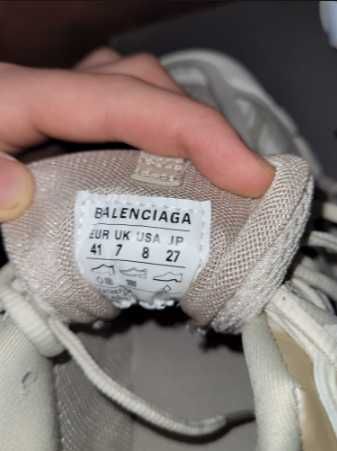 BALENCIAGA
EUR UK USA JP
41 7 8 27